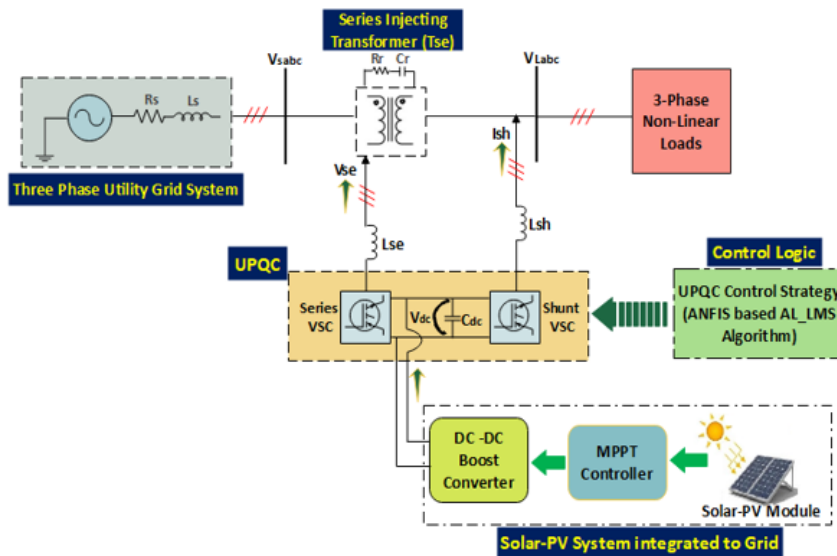 Series Injecting
Transformer (Tse)
Rr
Cr
Vsabc
VLabc
Rs
Ls
3-Phase
Non-Linear
Loads
Ish
Three Phase Utility Grid System
Vse
Lse
Lsh
UPQC
Control Logic
Series
VSC
Vdc
Cdc
Shunt
VSC
UPQC Control Strategy
(ANFIS based AL_LMS
Algorithm)
DC -DC
Boost
Converter
MPPT
Controller
Solar-PV Module
Solar-PV System integrated to Grid